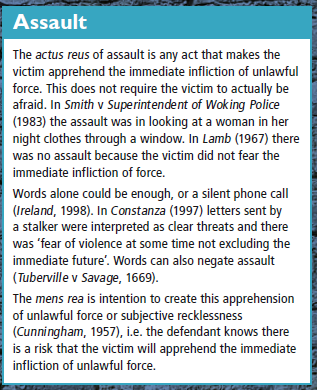 Assault
The actus reus of assault is any act that makes the
victim apprehend the immediate infliction of unlawful
force. This does not require the victim to actually be
afraid. In Smith v Superintendent of Woking Police
(1983) the assault was in looking at a woman in her
night clothes through a window. In Lamb (1967) there
was no assault because the victim did not fear the
immediate infliction of force.
Words alone could be enough, or a silent phone call
(Ireland, 1998). In Constanza (1997) letters sent by
a stalker were interpreted as clear threats and there
was ‘fear of violence at some time not excluding the
immediate future’. Words can also negate assault
(Tuberville v Savage, 1669).
The mens rea is intention to create this apprehension
of unlawful force or subjective recklessness
(Cunningham, 1957), i.e. the defendant knows there
is a risk that the victim will apprehend the immediate
infliction of unlawful force.